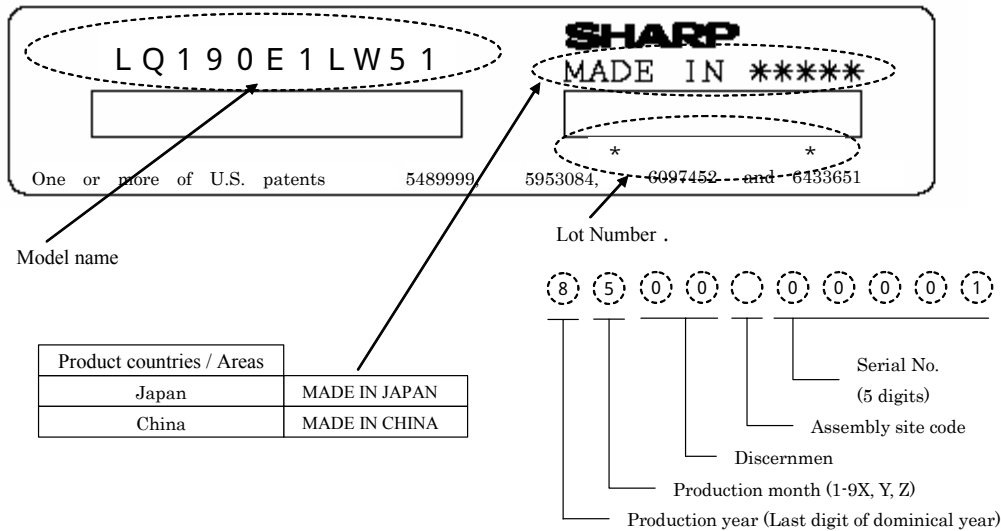 LQ190E1LW51
SHARP
MADE IN *****
* *
One or more of U.S. patents 5489999, 5953084, 6097452 and 6433651
Model name
Lot Number .
8 5 0 0 0 0 0 0 1
Product countries / Areas
Japan MADE IN JAPAN
China MADE IN CHINA
Serial No.
(5 digits)
Assembly site code
Discernmen
Production month (1-9X, Y, Z)
Production year (Last digit of dominical year)